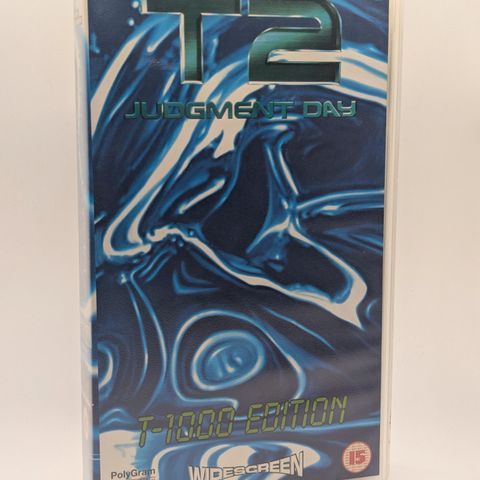 T2
JUDGMENT DAY
T-1000 EDITION
PolyGram
WIDESCREEN
15